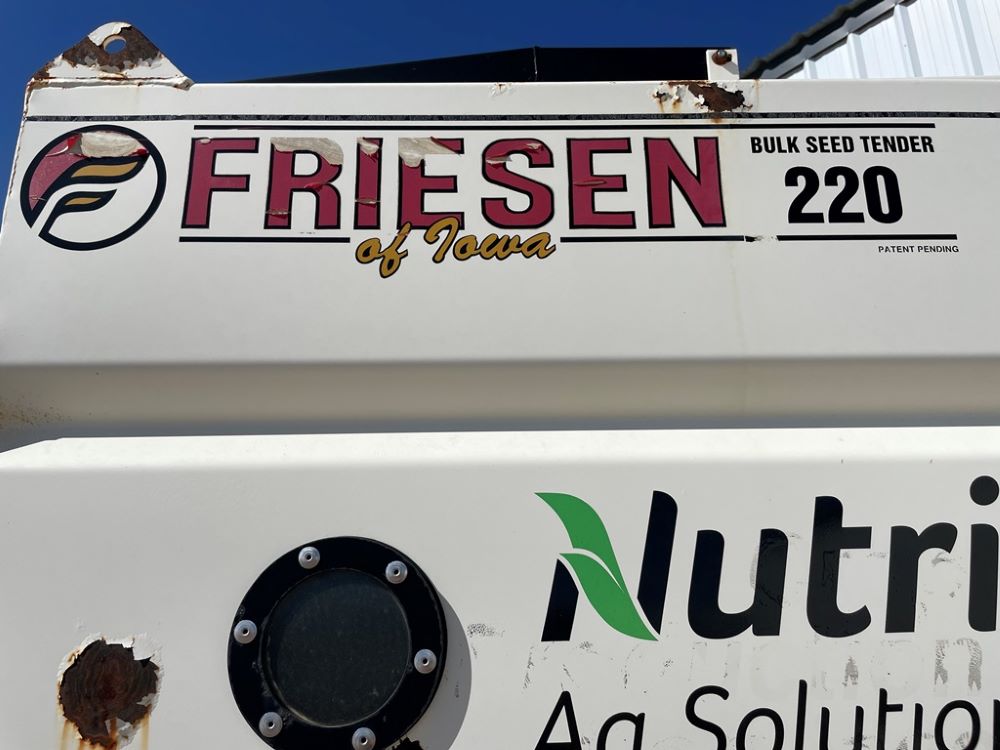 FRIESEN
of Iowa
BULK SEED TENDER
220
PATENT PENDING
Nutri
Ag Solution